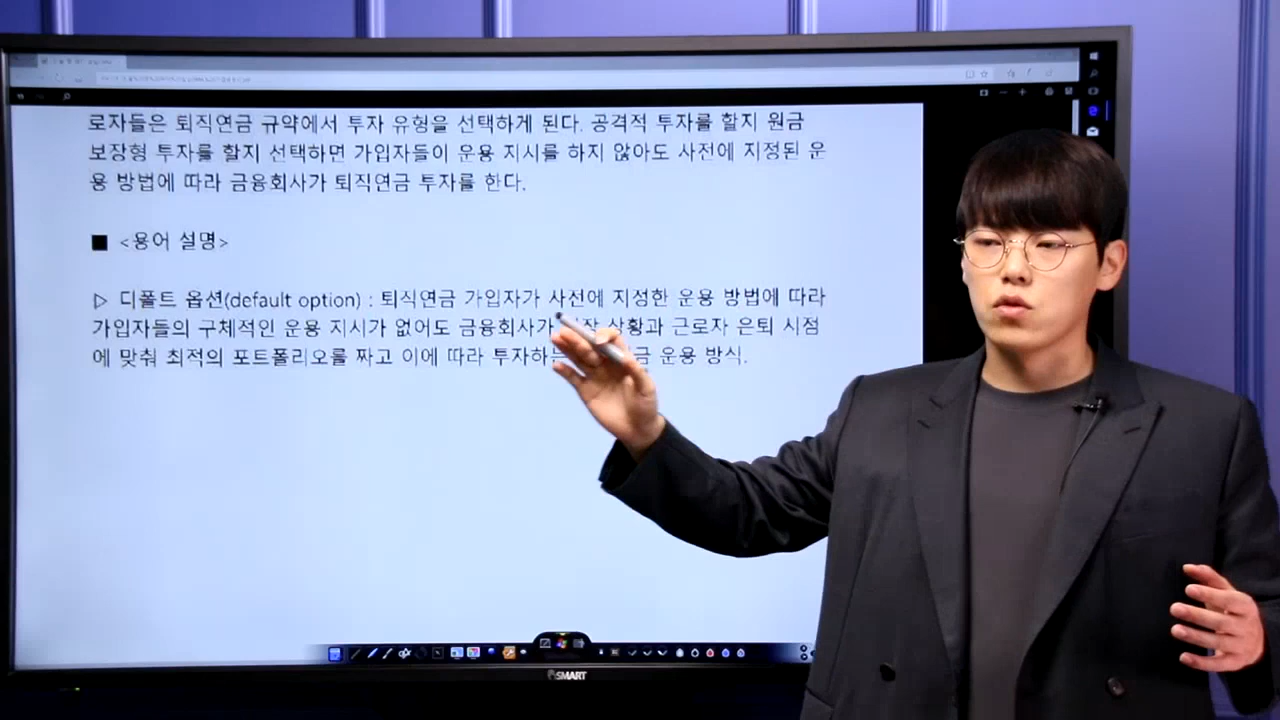 로자들은 퇴직연금 규약에서 투자 유형을 선택하게 된다. 공격적 투자를 할지 원금
보장형 투자를 할지 선택하면 가입자들이 운용 지시를 하지 않아도 사전에 지정된 운
용 방법에 따라 금융회사가 퇴직연금 투자를 한다.
■ <용어 설명>
▷ 디폴트 옵션(default option) : 퇴직연금 가입자가 사전에 지정한 운용 방법에 따라
가입자들의 구체적인 운용 지시가 없어도 금융회사가 상황과 근로자 은퇴 시점
에 맞춰 최적의 포트폴리오를 짜고 이에 따라 투자하는 운용 방식.
SMART